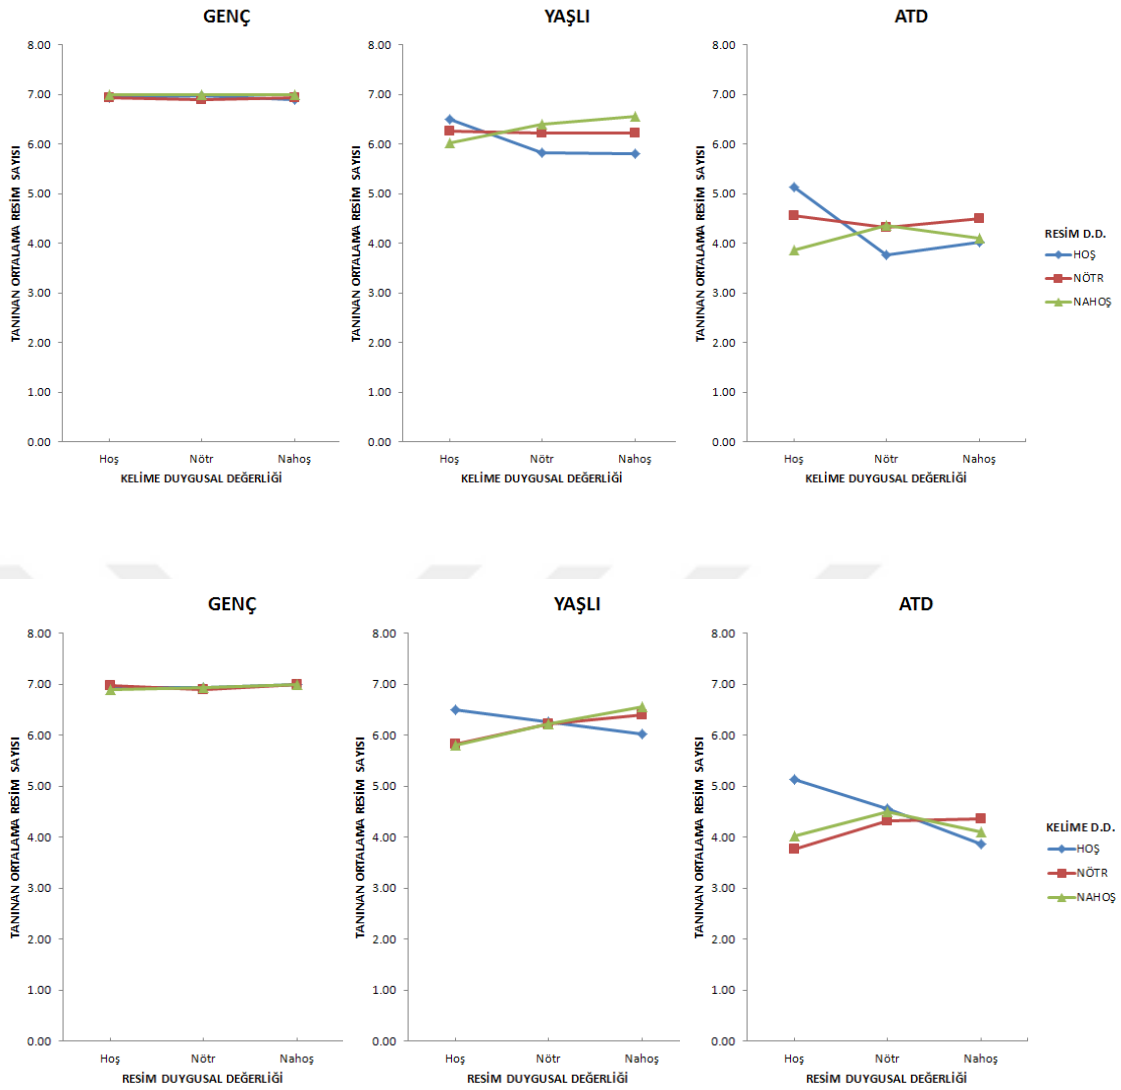 GENÇ
YAŞLI
ATD
8.00
7.00
6.00
5.00
4.00
3.00
2.00
1.00
0.00
TANINAN ORTALAMA RESİM SAYISI
Hoş
Nötr
Nahoş
KELİME DUYGUSAL DEĞERLİĞİ
8.00
7.00
6.00
5.00
4.00
3.00
2.00
1.00
0.00
TANINAN ORTALAMA RESİM SAYISI
Hoş
Nötr
Nahoş
KELİME DUYGUSAL DEĞERLİĞİ
8.00
7.00
6.00
5.00
4.00
3.00
2.00
1.00
0.00
TANINAN ORTALAMA RESİM SAYISI
Hoş
Nötr
Nahoş
KELİME DUYGUSAL DEĞERLİĞİ
RESİM D.D.
HOŞ
NÖTR
NAHOŞ
GENÇ
YAŞLI
ATD
8.00
7.00
6.00
5.00
4.00
3.00
2.00
1.00
0.00
TANINAN ORTALAMA RESİM SAYISI
Hoş
Nötr
Nahoş
RESİM DUYGUSAL DEĞERLİĞİ
8.00
7.00
6.00
5.00
4.00
3.00
2.00
1.00
0.00
TANINAN ORTALAMA RESİM SAYISI
Hoş
Nötr
Nahoş
RESİM DUYGUSAL DEĞERLİĞİ
8.00
7.00
6.00
5.00
4.00
3.00
2.00
1.00
0.00
TANINAN ORTALAMA RESİM SAYISI
Hoş
Nötr
Nahoş
RESİM DUYGUSAL DEĞERLİĞİ
KELİME D.D.
HOŞ
NÖTR
NAHOŞ